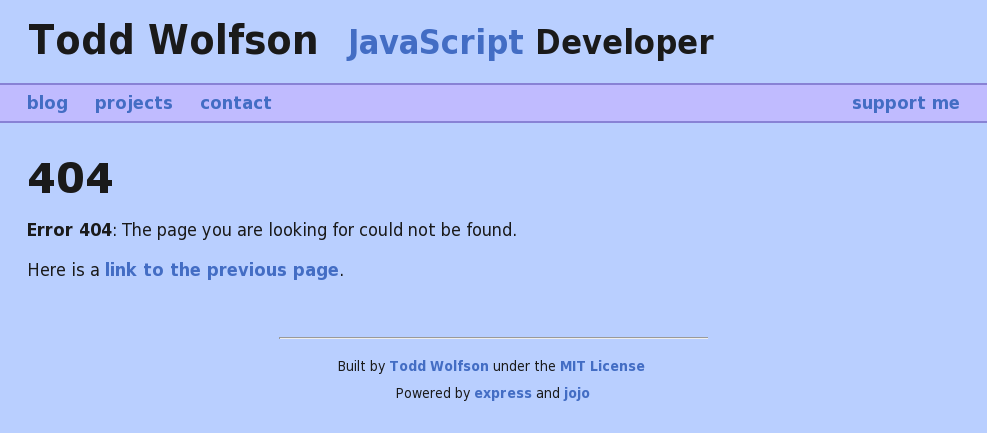 Todd Wolfson JavaScript Developer
blog projects contact support me
404
Error 404: The page you are looking for could not be found.
Here is a link to the previous page.
Built by Todd Wolfson under the MIT License
Powered by express and jojo